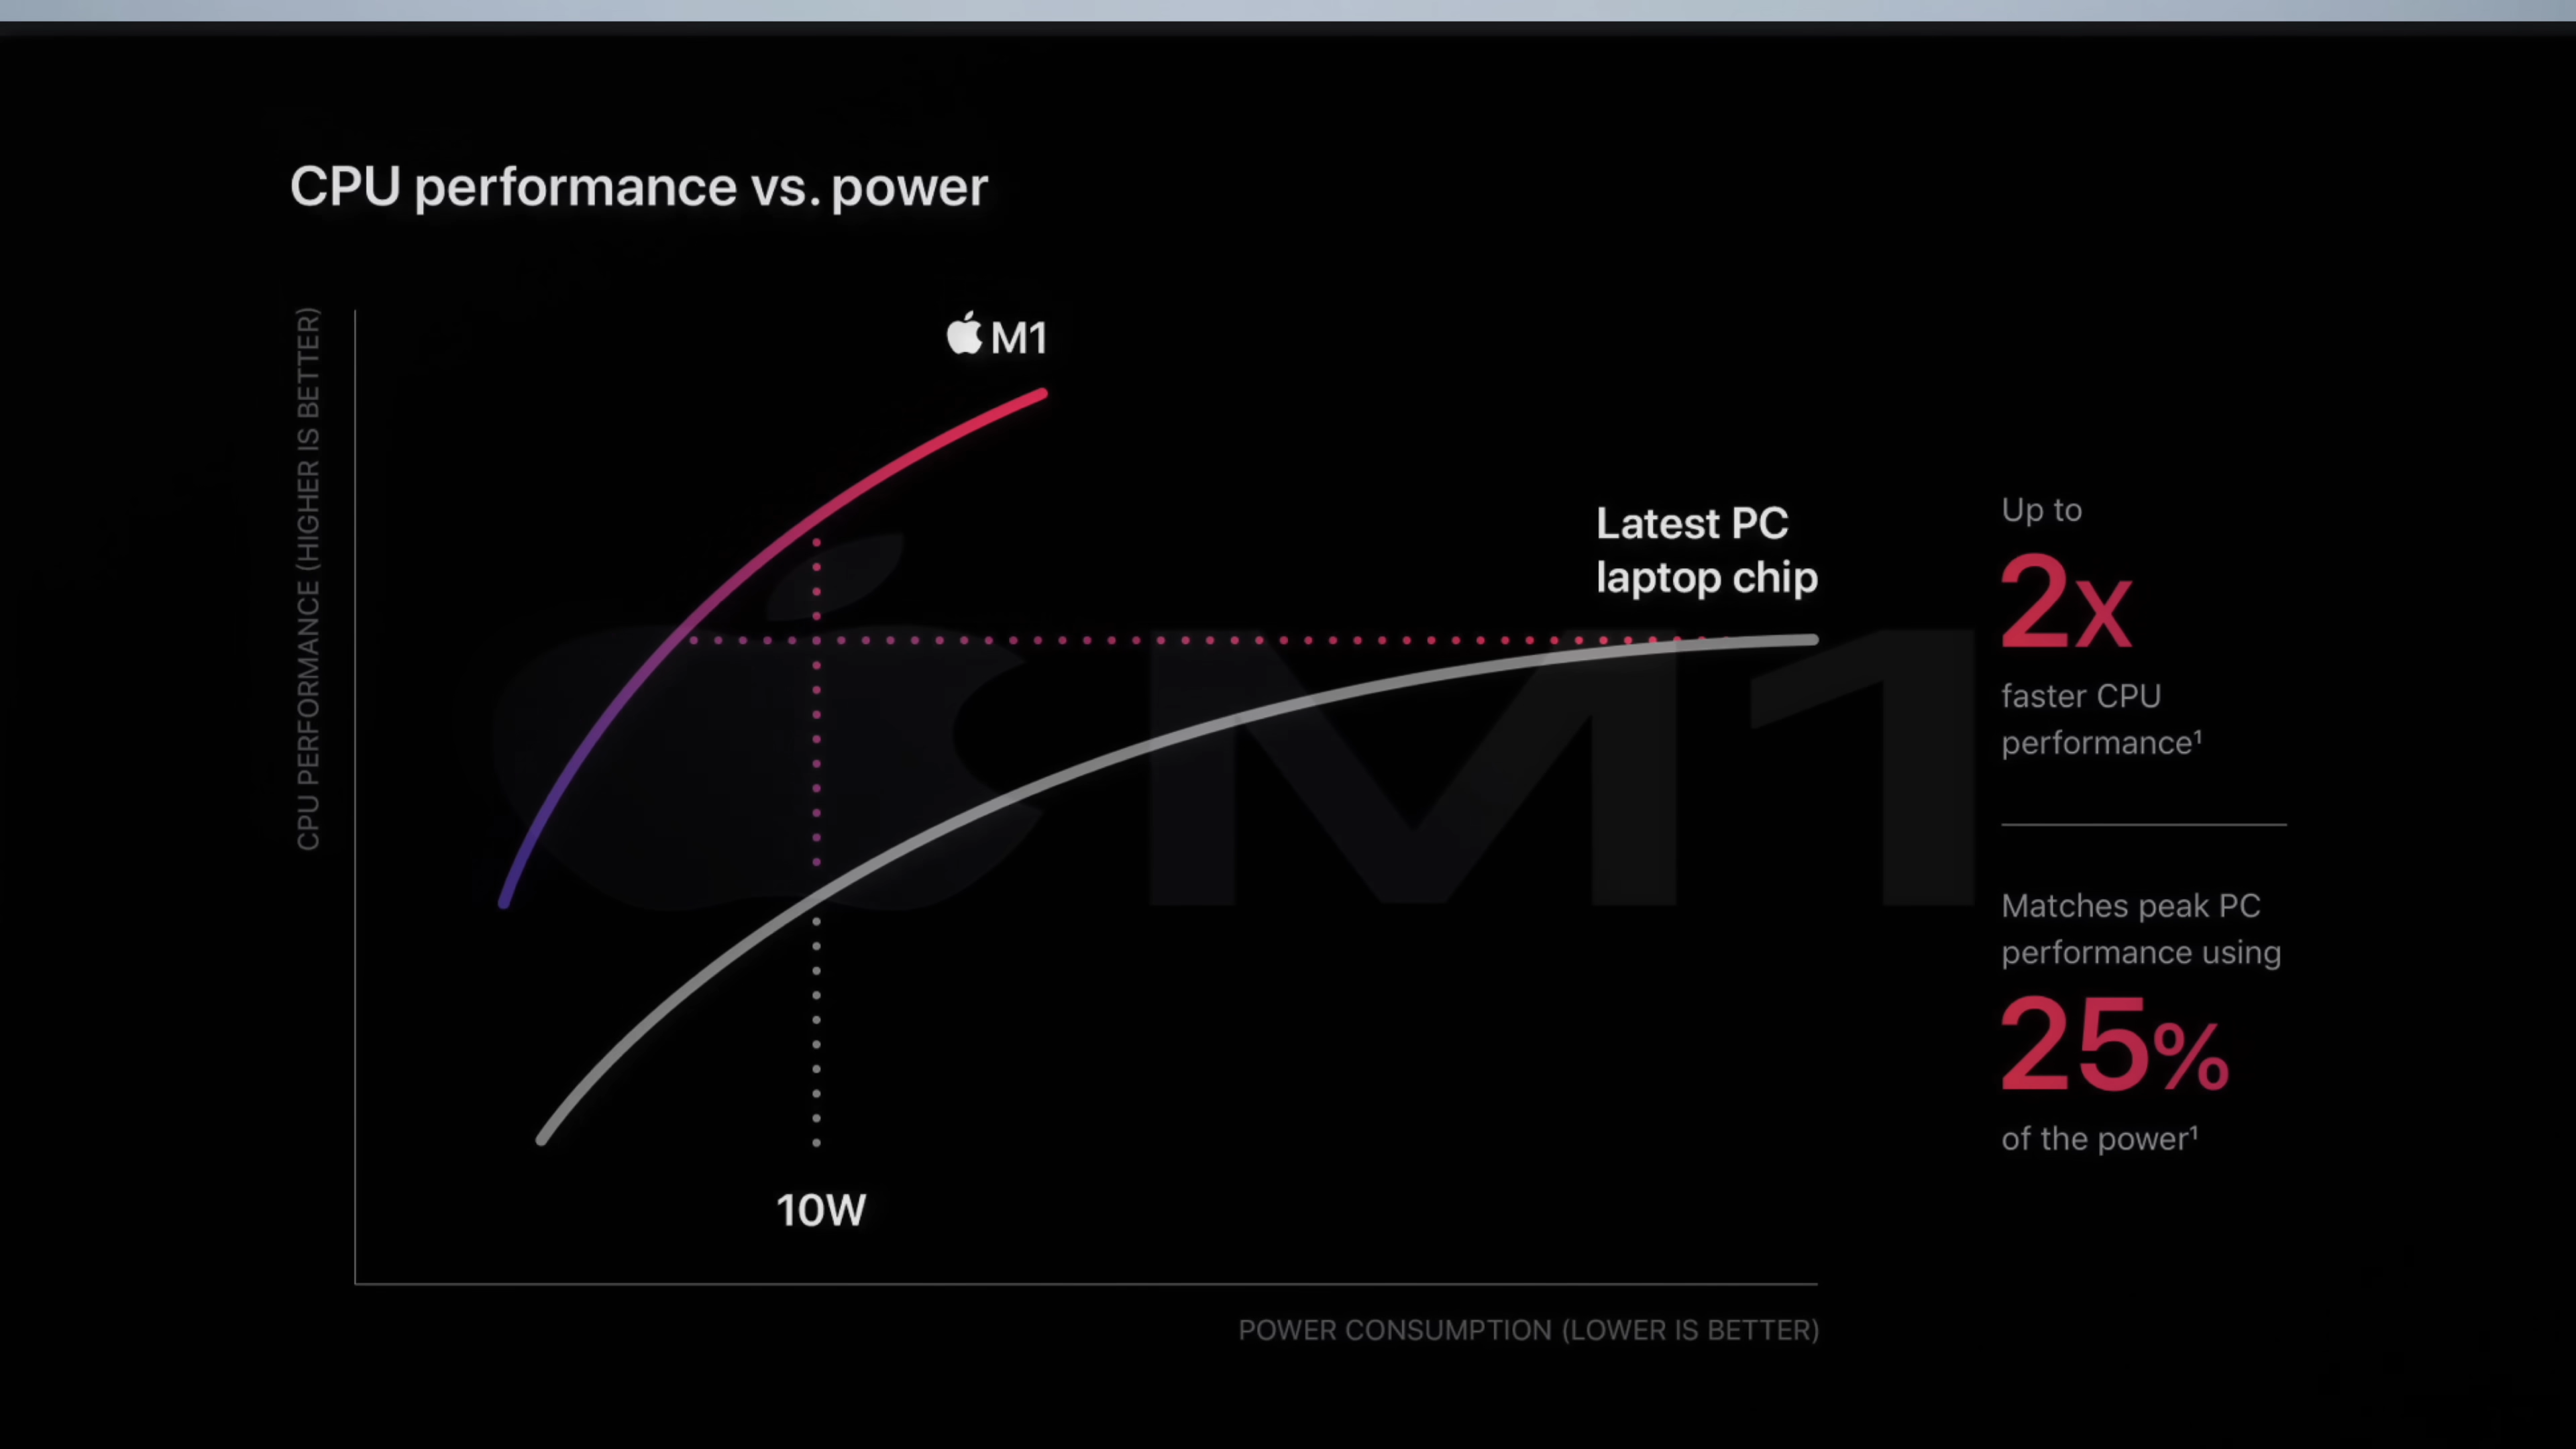 CPU performance vs. power
CPU PERFORMANCE (HIGHER IS BETTER)
M1
Latest PC
laptop chip
10W
POWER CONSUMPTION (LOWER IS BETTER)
Up to
2x
faster CPU
performance¹
Matches peak PC
performance using
25%
of the power¹
M1